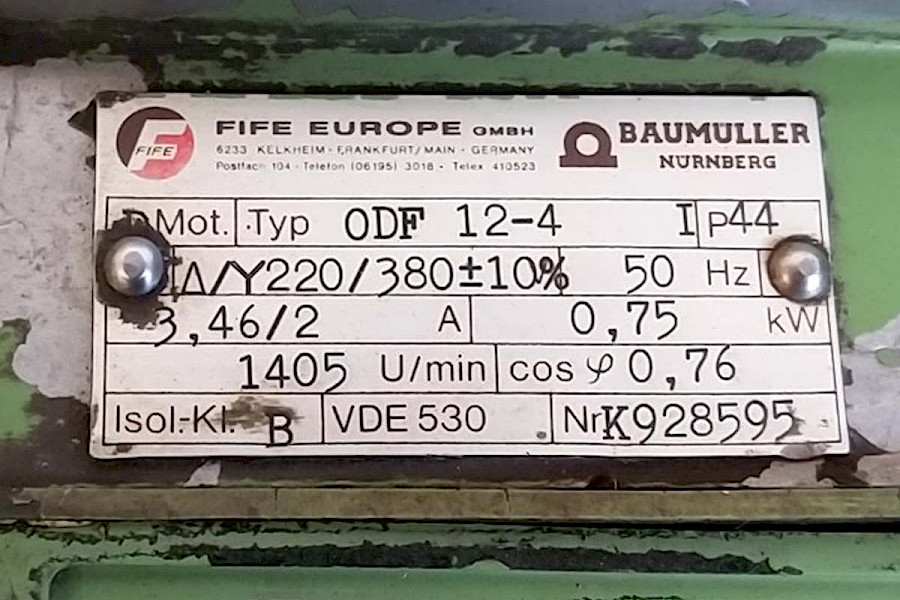 FIFE
FIFE EUROPE GMBH
6233 KELKHEIM - FRANKFURT/MAIN - GERMANY
Postfach 104 - Telefon (06195) 3018 - Telex 410523
BAUMÜLLER
NÜRNBERG
D Mot. Typ ODF 12-4 IP44
Δ/Y220/380±10% 50 Hz
3,46/2 A 0,75 kW
1405 U/min cos φ 0,76
Isol.-Kl. B VDE 530 Nr K928595